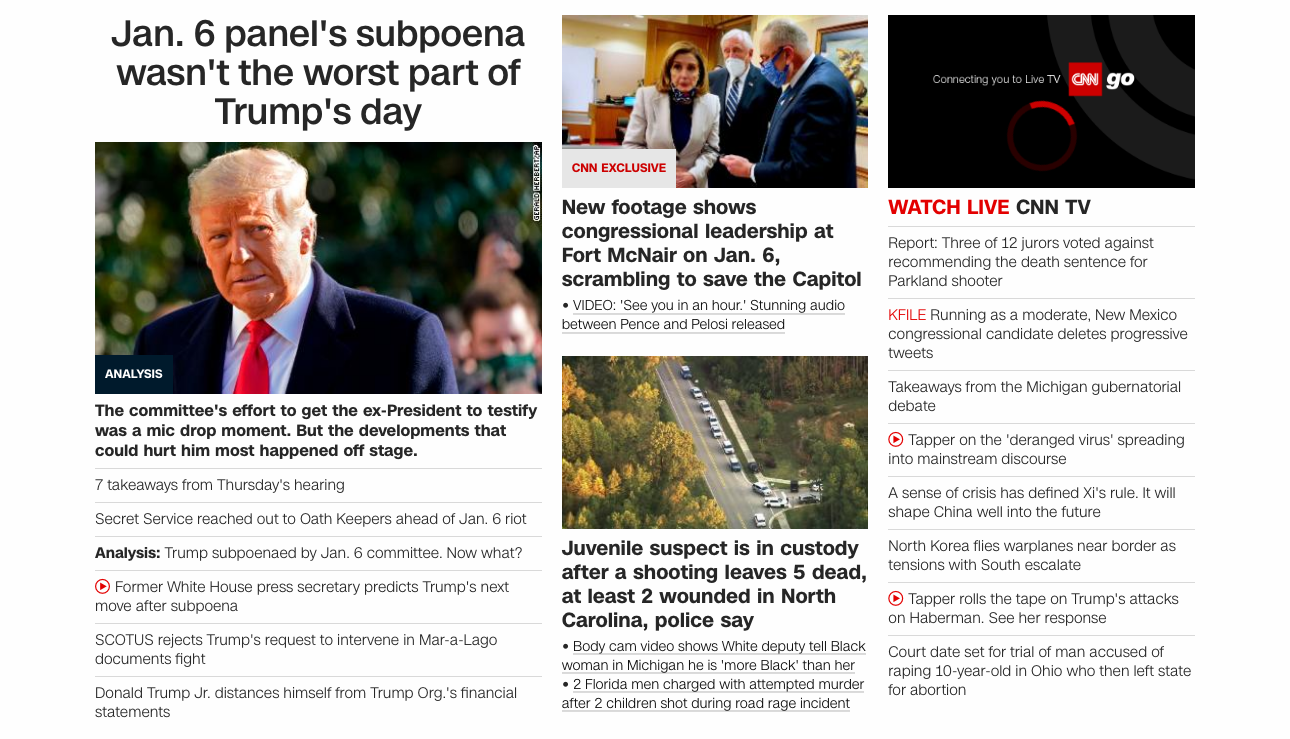 Jan. 6 panel's subpoena
wasn't the worst part of
Trump's day
GERALD HERBERT/AP
ANALYSIS
The committee's effort to get the ex-President to testify
was a mic drop moment. But the developments that
could hurt him most happened off stage.
7 takeaways from Thursday's hearing
Secret Service reached out to Oath Keepers ahead of Jan. 6 riot
Analysis: Trump subpoenaed by Jan. 6 committee. Now what?
Former White House press secretary predicts Trump's next
move after subpoena
SCOTUS rejects Trump's request to intervene in Mar-a-Lago
documents fight
Donald Trump Jr. distances himself from Trump Org.'s financial
statements
CNN EXCLUSIVE
New footage shows
congressional leadership at
Fort McNair on Jan. 6,
scrambling to save the Capitol
• VIDEO: 'See you in an hour.' Stunning audio
between Pence and Pelosi released
Juvenile suspect is in custody
after a shooting leaves 5 dead,
at least 2 wounded in North
Carolina, police say
• Body cam video shows White deputy tell Black
woman in Michigan he is 'more Black' than her
• 2 Florida men charged with attempted murder
after 2 children shot during road rage incident
Connecting you to Live TV CNN go
WATCH LIVE CNN TV
Report: Three of 12 jurors voted against
recommending the death sentence for
Parkland shooter
KFILE Running as a moderate, New Mexico
congressional candidate deletes progressive
tweets
Takeaways from the Michigan gubernatorial
debate
Tapper on the 'deranged virus' spreading
into mainstream discourse
A sense of crisis has defined Xi's rule. It will
shape China well into the future
North Korea flies warplanes near border as
tensions with South escalate
Tapper rolls the tape on Trump's attacks
on Haberman. See her response
Court date set for trial of man accused of
raping 10-year-old in Ohio who then left state
for abortion